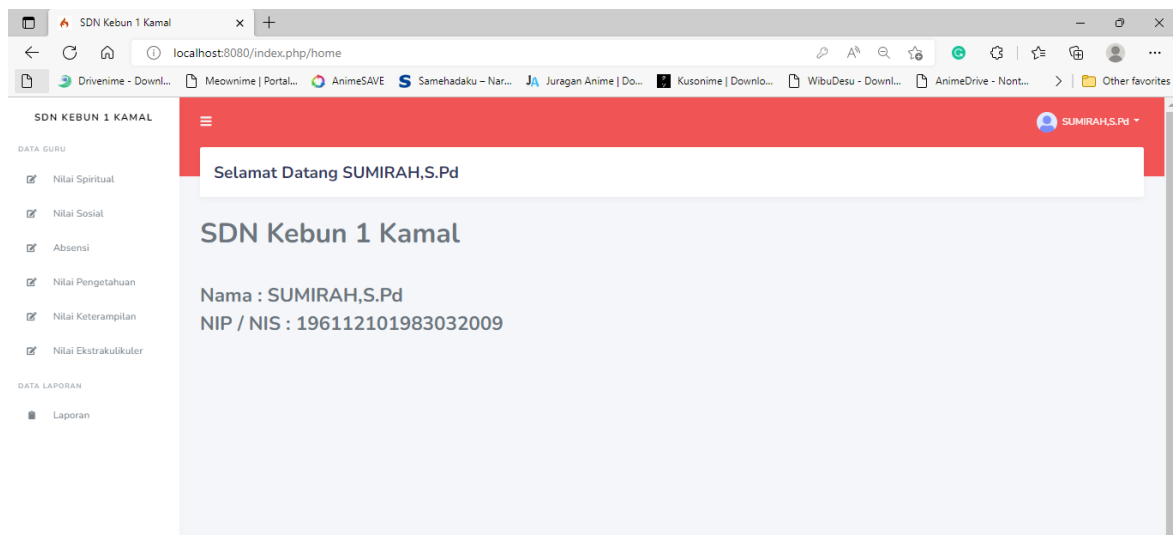 SDN Kebun 1 Kamal
localhost:8080/index.php/home
Drivenime - Downl...
Meownime | Portal...
AnimeSAVE
Samehadaku – Nar...
Juragan Anime | Do...
Kusonime | Downlo...
WibuDesu - Downl...
AnimeDrive - Nont...
Other favorites
SDN KEBUN 1 KAMAL
DATA GURU
Nilai Spiritual
Nilai Sosial
Absensi
Nilai Pengetahuan
Nilai Keterampilan
Nilai Ekstrakulikuler
DATA LAPORAN
Laporan
SUMIRAH,S.Pd
Selamat Datang SUMIRAH,S.Pd
SDN Kebun 1 Kamal
Nama : SUMIRAH,S.Pd
NIP / NIS : 196112101983032009